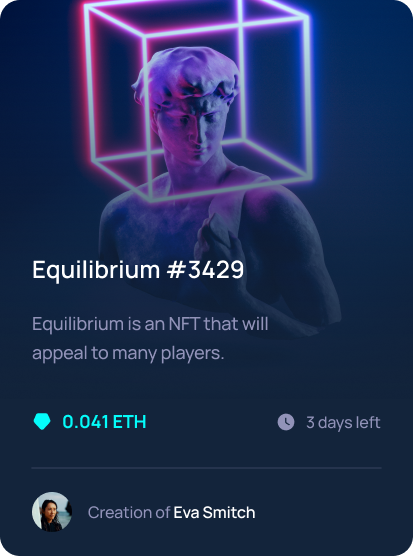 Equilibrium #3429
Equilibrium is an NFT that will
appeal to many players.
0.041 ETH
3 days left
Creation of Eva Smitch